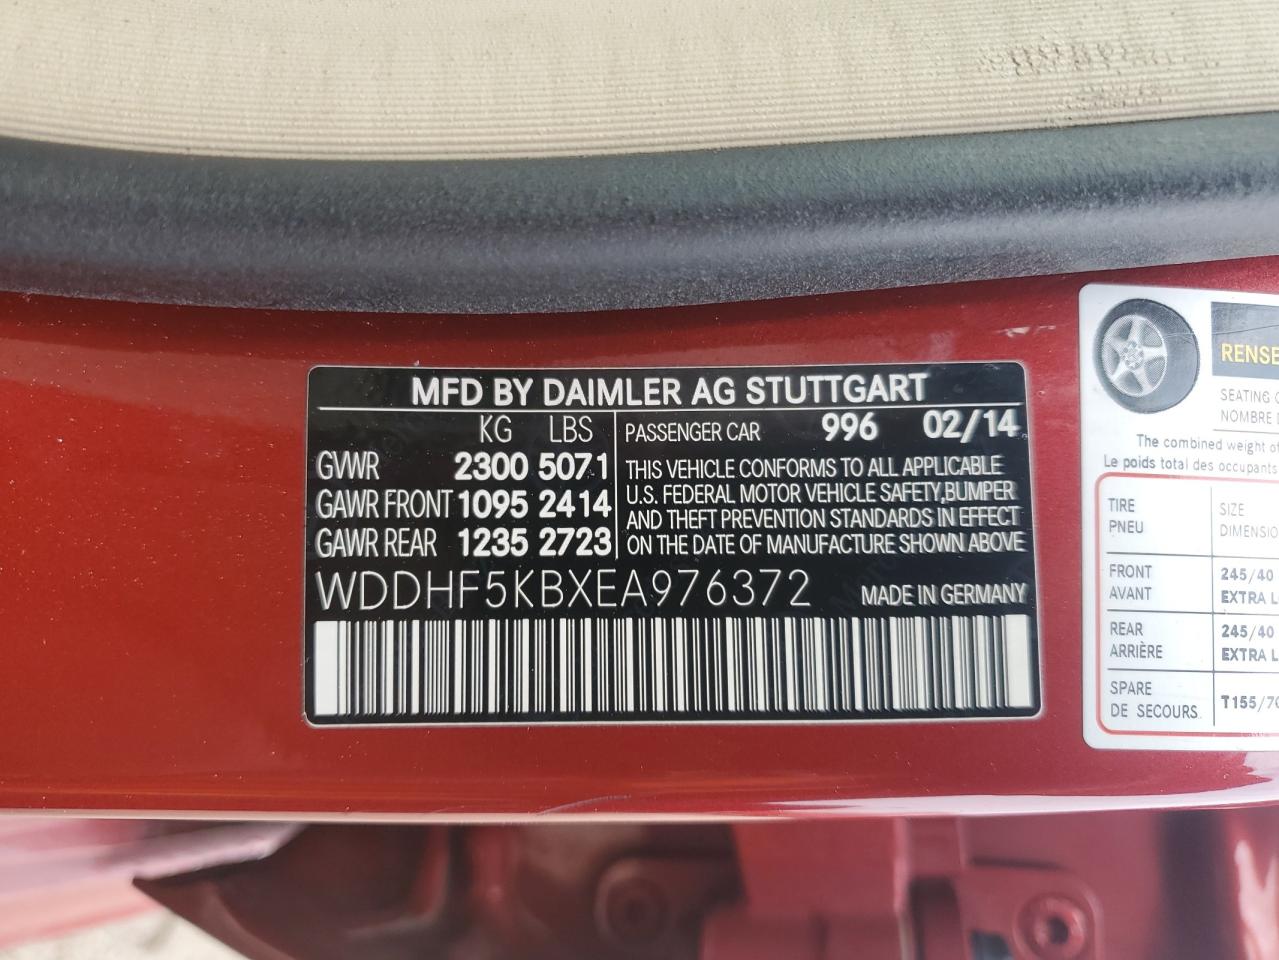 MFD BY DAIMLER AG STUTTGART
KG LBS
GVWR 2300 5071
GAWR FRONT 1095 2414
GAWR REAR 1235 2723
PASSENGER CAR 996 02/14
THIS VEHICLE CONFORMS TO ALL APPLICABLE
U.S. FEDERAL MOTOR VEHICLE SAFETY,BUMPER
AND THEFT PREVENTION STANDARDS IN EFFECT
ON THE DATE OF MANUFACTURE SHOWN ABOVE
WDDHF5KBXEA976372 MADE IN GERMANY
RENSE
SEATING C
NOMBRE D
The combined weight of
Le poids total des occupants
TIRE SIZE
PNEU DIMENSIO
FRONT 245/40
AVANT EXTRA L
REAR 245/40
ARRIÈRE EXTRA L
SPARE T155/70
DE SECOURS